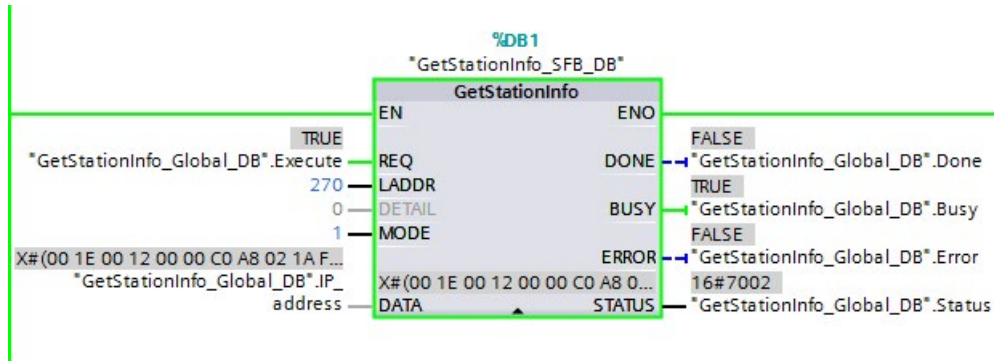 %DB1
"GetStationInfo_SFB_DB"
GetStationInfo
EN ENO
TRUE FALSE
"GetStationInfo_Global_DB".Execute REQ DONE "GetStationInfo_Global_DB".Done
270 LADDR TRUE
0 DETAIL BUSY "GetStationInfo_Global_DB".Busy
1 MODE FALSE
X#(00 1E 00 12 00 00 C0 A8 02 1A F... ERROR "GetStationInfo_Global_DB".Error
"GetStationInfo_Global_DB".IP_ X#(00 1E 00 12 00 00 C0 A8 0... 16#7002
address DATA STATUS "GetStationInfo_Global_DB".Status